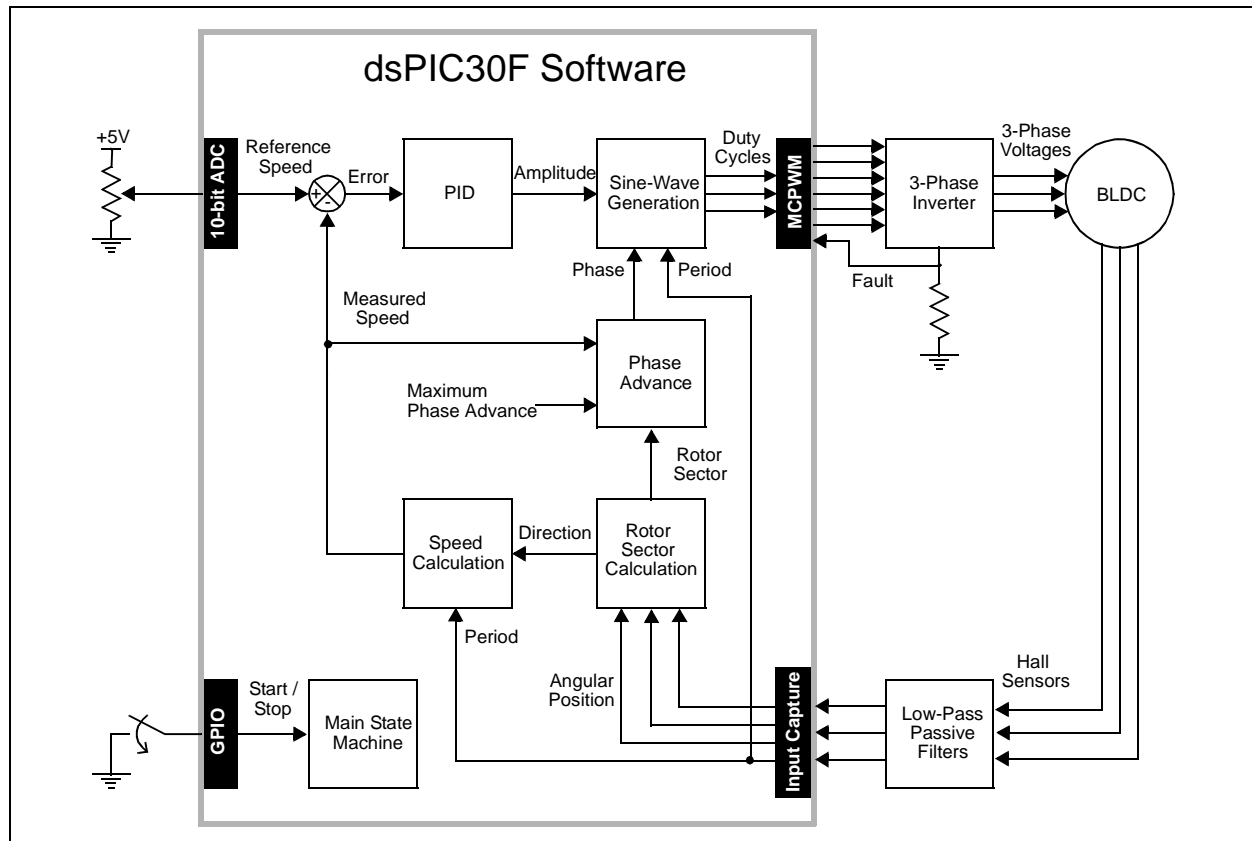 dsPIC30F Software
+5V
10-bit ADC
Reference
Speed
+
-
Error
PID
Amplitude
Sine-Wave
Generation
Duty
Cycles
MCPWM
3-Phase
Inverter
3-Phase
Voltages
BLDC
Phase
Period
Fault
Measured
Speed
Phase
Advance
Maximum
Phase Advance
Rotor
Sector
Speed
Calculation
Direction
Rotor
Sector
Calculation
Period
Angular
Position
Input Capture
Hall
Sensors
Low-Pass
Passive
Filters
GPIO
Start /
Stop
Main State
Machine